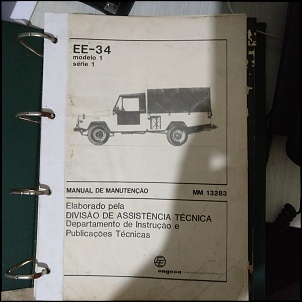 EE-34
modelo 1
série 1
MANUAL DE MANUTENÇÃO MM 13283
Elaborado pela
DIVISÃO DE ASSISTÊNCIA TÉCNICA
Departamento de Instrução e
Publicações Técnicas
engesa